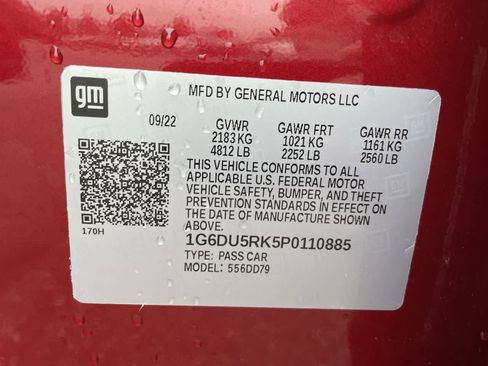 gm
MFD BY GENERAL MOTORS LLC
09/22 GVWR GAWR FRT GAWR RR
2183 KG 1021 KG 1161 KG
4812 LB 2252 LB 2560 LB
THIS VEHICLE CONFORMS TO ALL
APPLICABLE U.S. FEDERAL MOTOR
VEHICLE SAFETY, BUMPER, AND THEFT
PREVENTION STANDARDS IN EFFECT ON
THE DATE OF MANUFACTURE SHOWN
ABOVE.
170H
1G6DU5RK5P0110885
TYPE: PASS CAR
MODEL: 556DD79